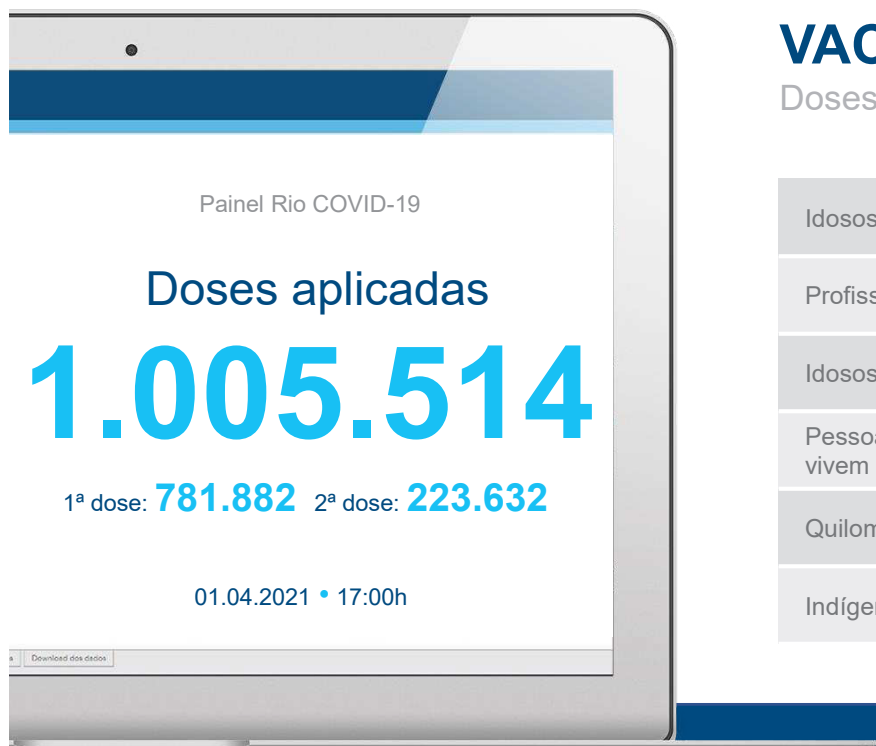 Painel Rio COVID-19
Doses aplicadas
1.005.514
1ª dose: 781.882 2ª dose: 223.632
01.04.2021 • 17:00h
Download dos dados
VAC
Doses
Idosos
Profiss
Idosos
Pesso
vivem
Quilom
Indíge